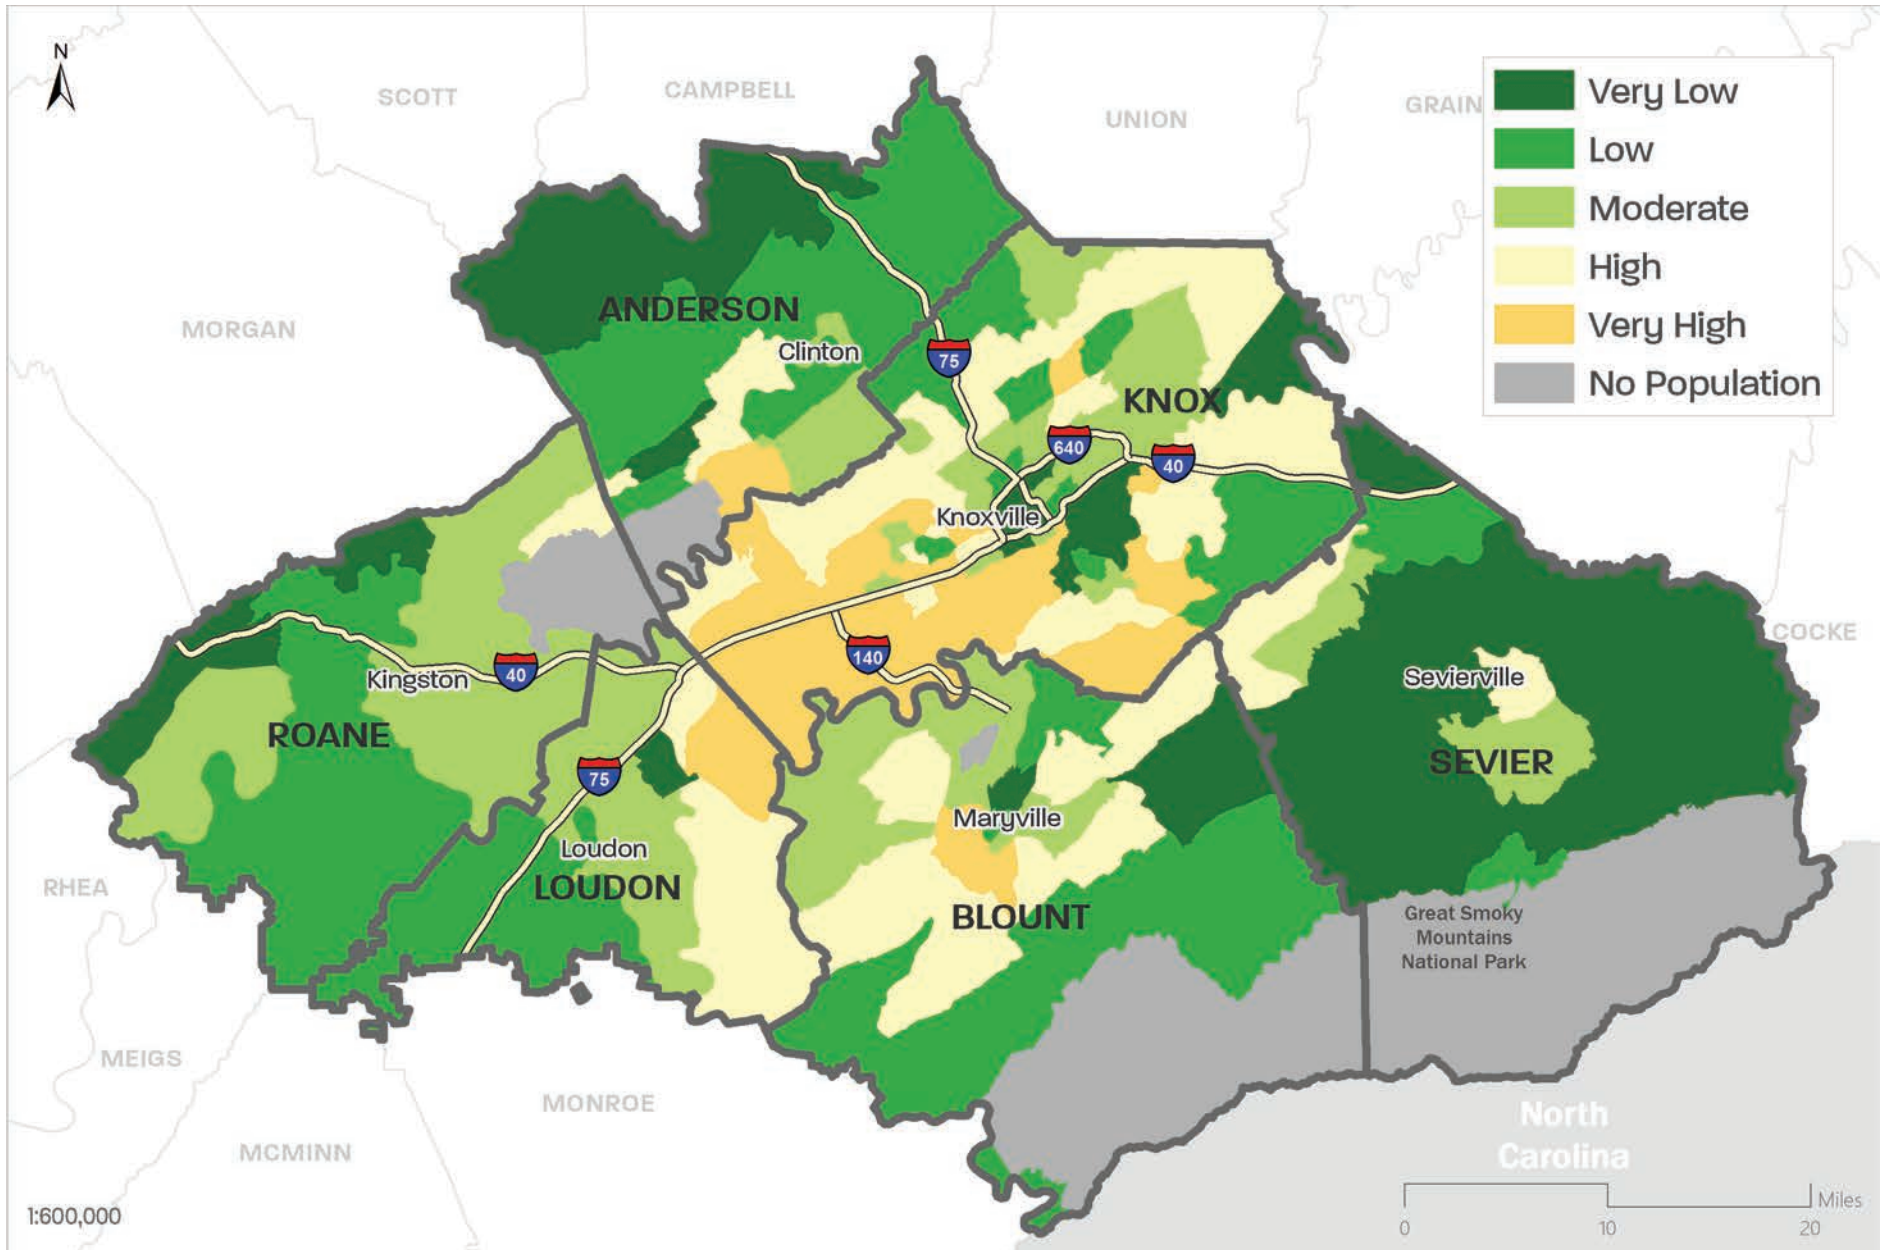 N
SCOTT
CAMPBELL
UNION
GRAIN
Very Low
Low
Moderate
High
Very High
No Population
MORGAN
ANDERSON
Clinton
75
KNOX
640
40
Knoxville
COCKE
140
Kingston
40
Sevierville
ROANE
SEVIER
75
Maryville
Loudon
RHEA
LOUDON
BLOUNT
Great Smoky
Mountains
National Park
MEIGS
MONROE
North
Carolina
MCMINN
1:600,000
Miles
0 10 20